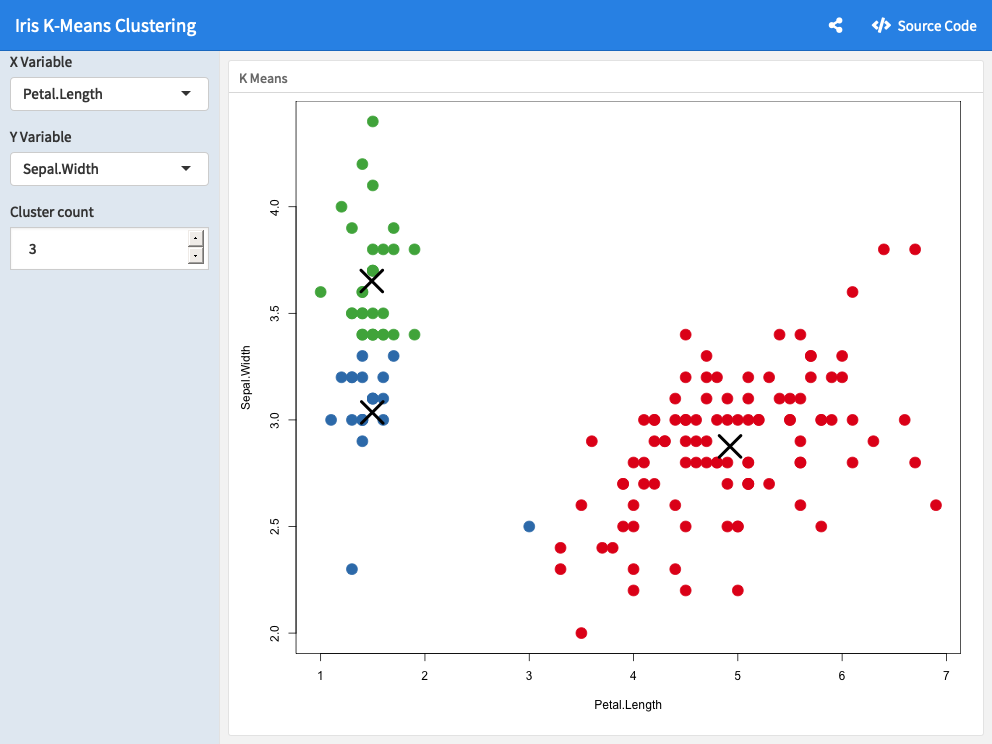 Iris K-Means Clustering
Source Code
X Variable
Petal.Length
Y Variable
Sepal.Width
Cluster count
3
K Means
4.0
3.5
3.0
2.5
2.0
Sepal.Width
1 2 3 4 5 6 7
Petal.Length